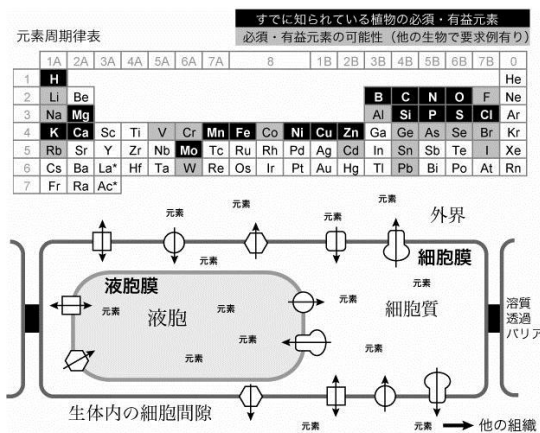 すでに知られている植物の必須・有益元素
元素周期律表 必須・有益元素の可能性（他の生物で要求例有り）
1A 2A 3A 4A 5A 6A 7A 8 1B 2B 3B 4B 5B 6B 7B 0
1 H He
2 Li Be B C N O F Ne
3 Na Mg Al Si P S Cl Ar
4 K Ca Sc Ti V Cr Mn Fe Co Ni Cu Zn Ga Ge As Se Br Kr
5 Rb Sr Y Zr Nb Mo Tc Ru Rh Pd Ag Cd In Sn Sb Te I Xe
6 Cs Ba La* Hf Ta W Re Os Ir Pt Au Hg Tl Pb Bi Po At Rn
7 Fr Ra Ac*
元素 元素 元素 元素 外界
元素 元素 細胞膜
液胞膜 元素
元素 液胞 元素 元素 細胞質
元素 元素 元素
溶質
透過
バリア
生体内の細胞間隙
元素 元素 元素
他の組織